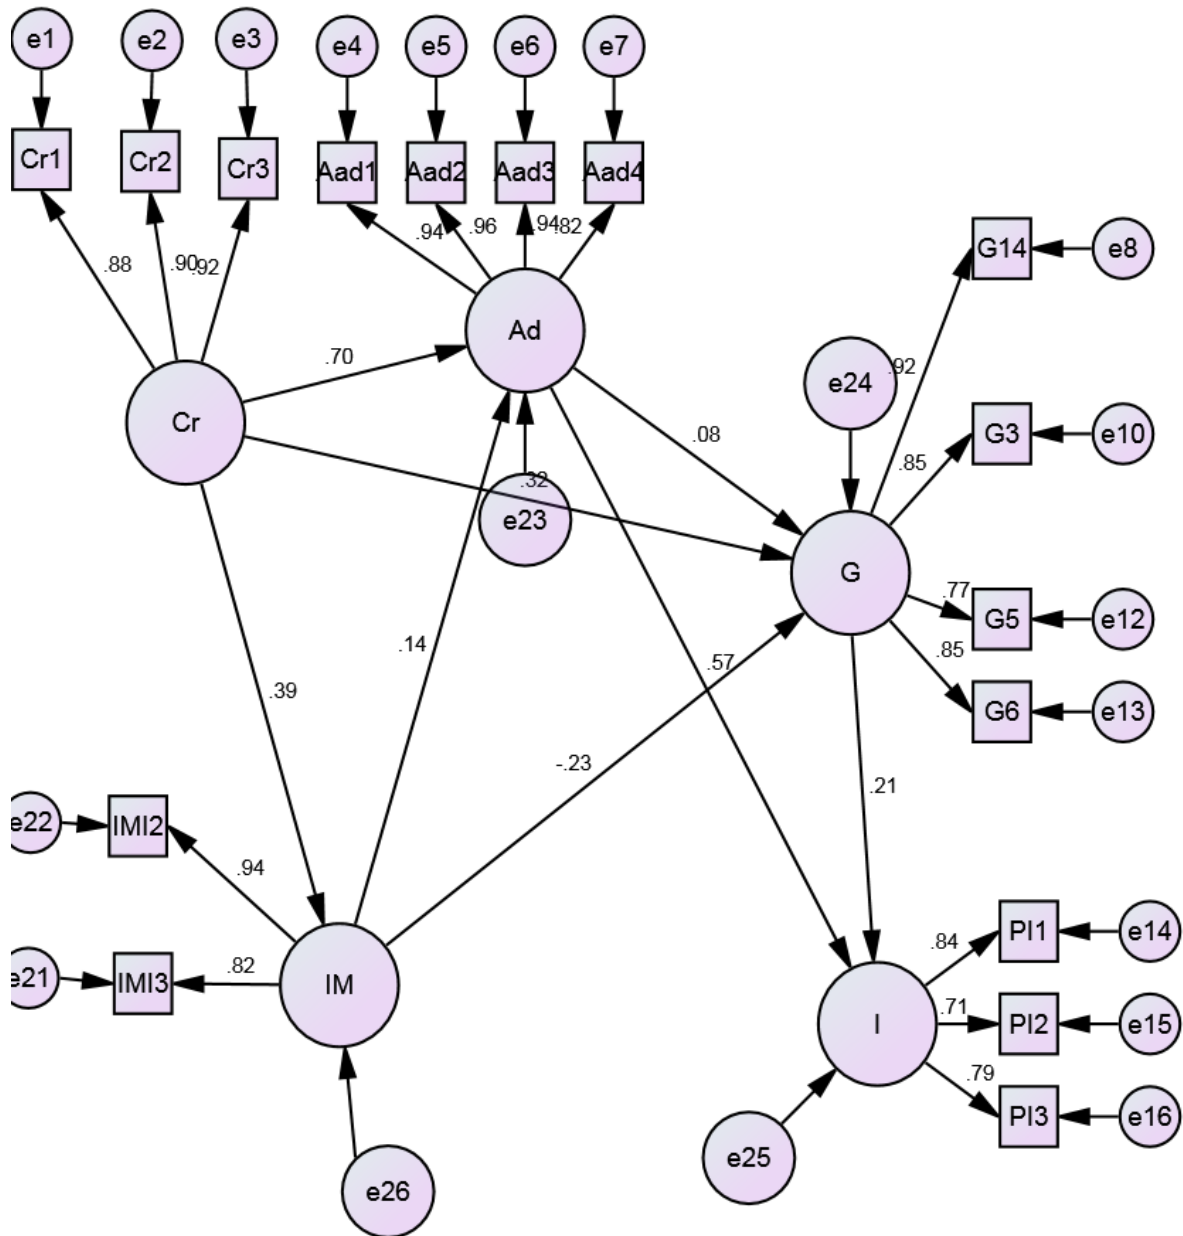 e1
e2
e3
e4
e5
e6
e7
Cr1
Cr2
Cr3
Aad1
Aad2
Aad3
Aad4
.88
.90
.92
.94
.96
.94
.82
G14
e8
Ad
.70
.92
e24
Cr
.08
.85
G3
e10
.32
e23
G
.77
G5
e12
.14
.57
.85
.39
G6
e13
-.23
.21
e22
IMI2
.94
e21
IMI3
.82
IM
.84
PI1
e14
I
.71
PI2
e15
.79
PI3
e16
e25
e26